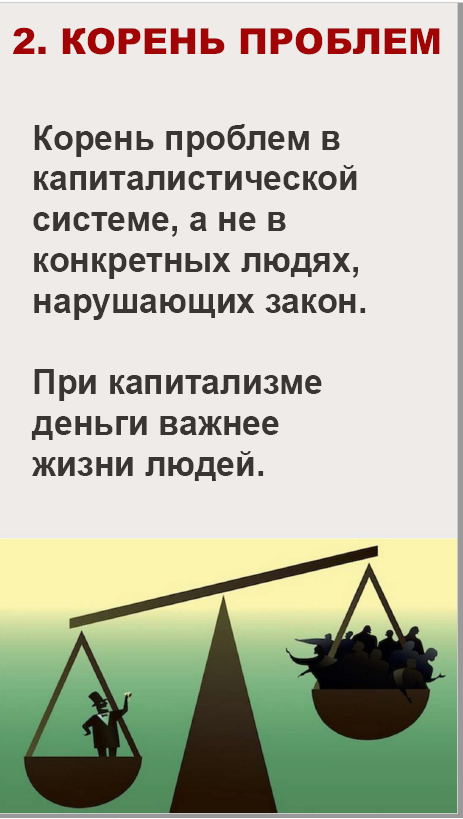 2. КОРЕНЬ ПРОБЛЕМ
Корень проблем в
капиталистической
системе, а не в
конкретных людях,
нарушающих закон.
При капитализме
деньги важнее
жизни людей.